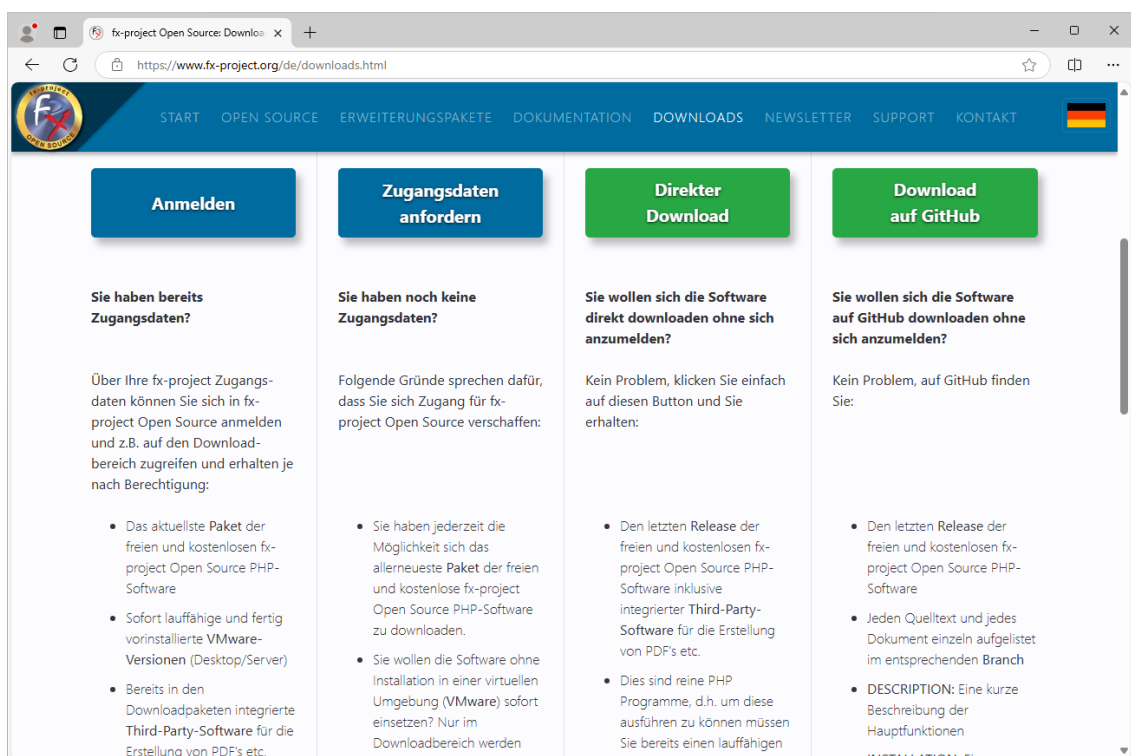 fx-project Open Source: Downloa
https://www.fx-project.org/de/downloads.html
fx-project
fx
OPEN SOURCE
START OPEN SOURCE ERWEITERUNGSPAKETE DOKUMENTATION DOWNLOADS NEWSLETTER SUPPORT KONTAKT
Anmelden
Sie haben bereits
Zugangsdaten?
Über Ihre fx-project Zugangs-
daten können Sie sich in fx-
project Open Source anmelden
und z.B. auf den Download-
bereich zugreifen und erhalten je
nach Berechtigung:
Das aktuellste Paket der
freien und kostenlosen fx-
project Open Source PHP-
Software
Sofort lauffähige und fertig
vorinstallierte VMware-
Versionen (Desktop/Server)
Bereits in den
Downloadpaketen integrierte
Third-Party-Software für die
Erstellung von PDF's etc.
Zugangsdaten
anfordern
Sie haben noch keine
Zugangsdaten?
Folgende Gründe sprechen dafür,
dass Sie sich Zugang für fx-
project Open Source verschaffen:
Sie haben jederzeit die
Möglichkeit sich das
allerneueste Paket der freien
und kostenlose fx-project
Open Source PHP-Software
zu downloaden.
Sie wollen die Software ohne
Installation in einer virtuellen
Umgebung (VMware) sofort
einsetzen? Nur im
Downloadbereich werden
Direkter
Download
Sie wollen sich die Software
direkt downloaden ohne sich
anzumelden?
Kein Problem, klicken Sie einfach
auf diesen Button und Sie
erhalten:
Den letzten Release der
freien und kostenlosen fx-
project Open Source PHP-
Software inklusive
integrierter Third-Party-
Software für die Erstellung
von PDF's etc.
Dies sind reine PHP
Programme, d.h. um diese
ausführen zu können müssen
Sie bereits einen lauffähigen
Download
auf GitHub
Sie wollen sich die Software
auf GitHub downloaden ohne
sich anzumelden?
Kein Problem, auf GitHub finden
Sie:
Den letzten Release der
freien und kostenlosen fx-
project Open Source PHP-
Software
Jeden Quelltext und jedes
Dokument einzeln aufgelistet
im entsprechenden Branch
DESCRIPTION: Eine kurze
Beschreibung der
Hauptfunktionen